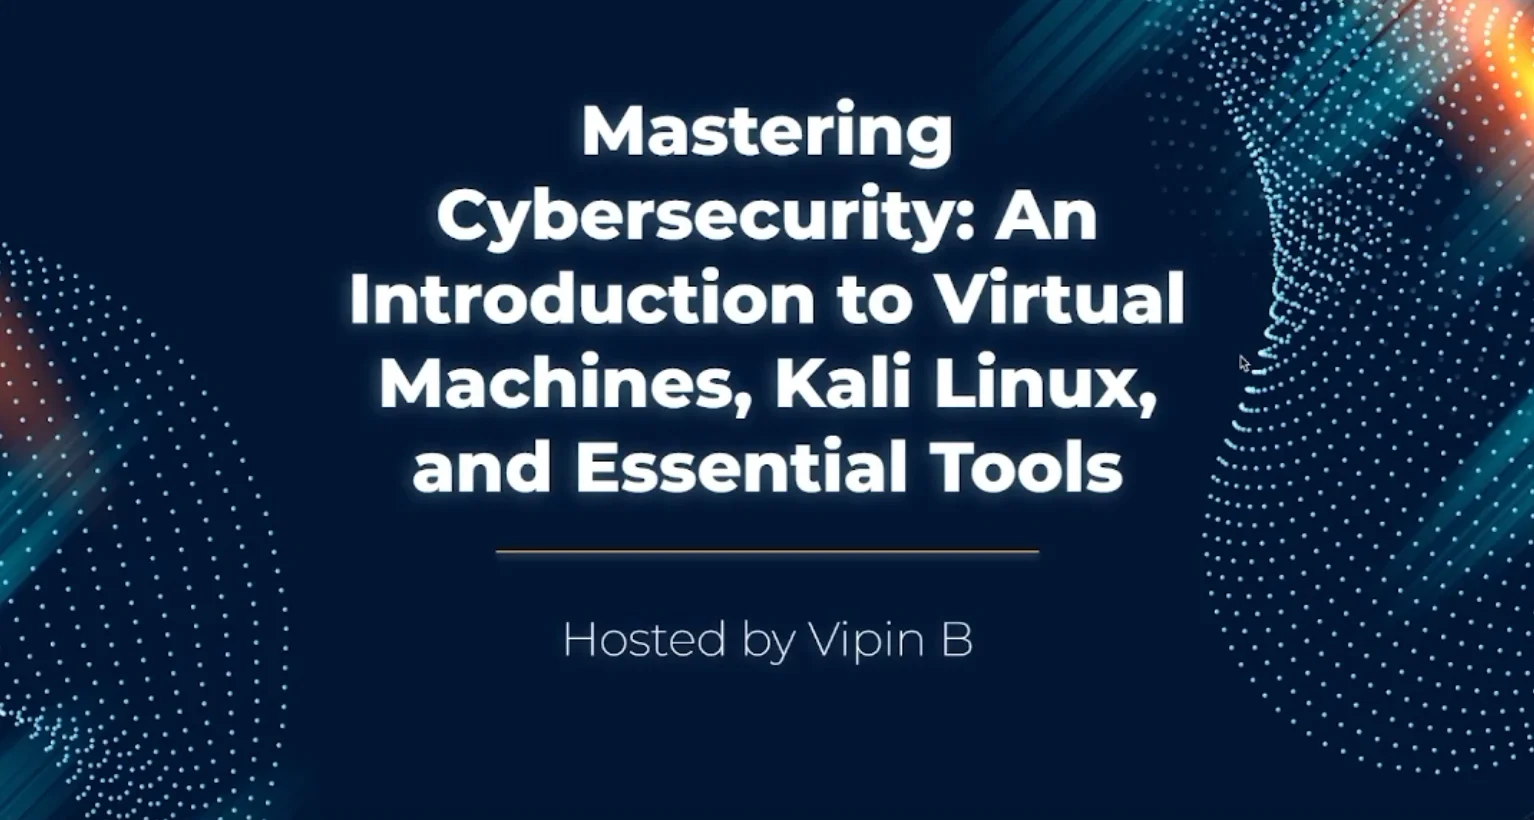 Mastering
Cybersecurity: An
Introduction to Virtual
Machines, Kali Linux,
and Essential Tools
Hosted by Vipin B